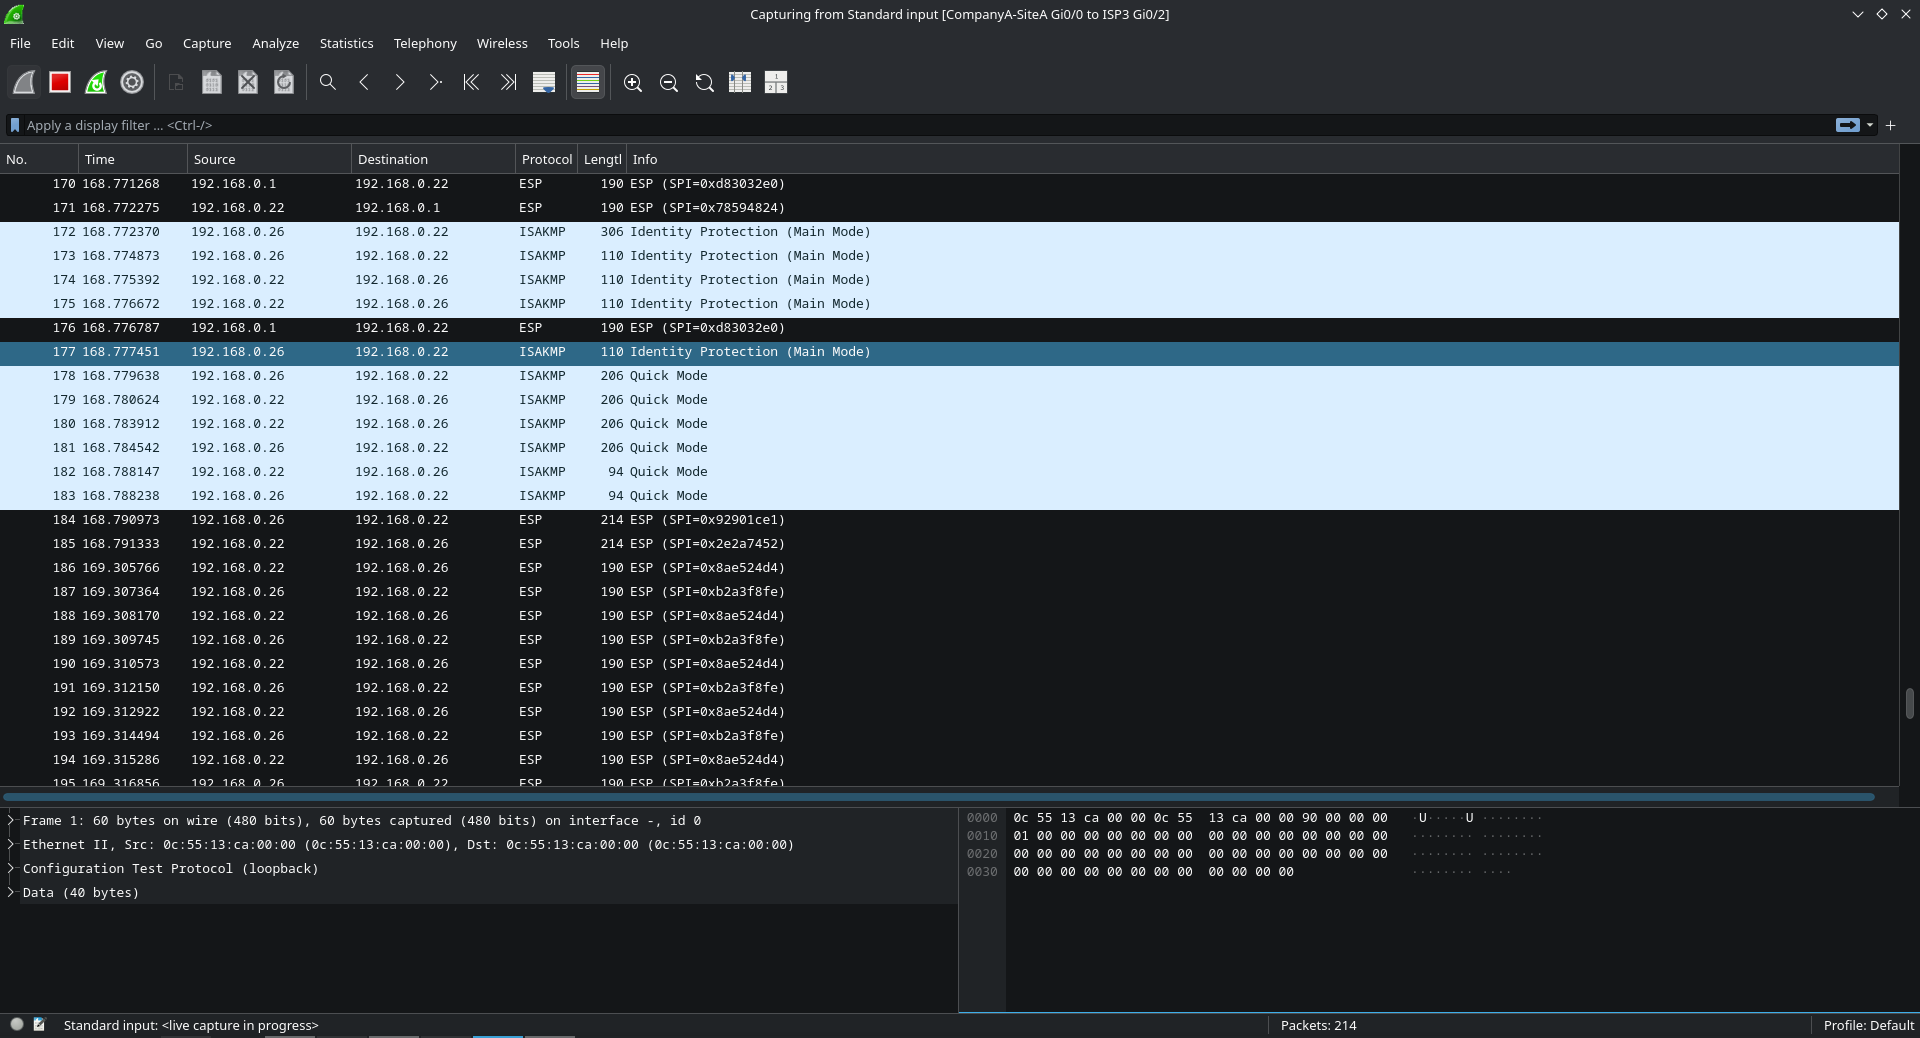 Capturing from Standard input [CompanyA-SiteA Gi0/0 to ISP3 Gi0/2]
File Edit View Go Capture Analyze Statistics Telephony Wireless Tools Help
Apply a display filter ... <Ctrl-/>
No. Time Source Destination Protocol Lengtl Info
170 168.771268 192.168.0.1 192.168.0.22 ESP 190 ESP (SPI=0xd83032e0)
171 168.772275 192.168.0.22 192.168.0.1 ESP 190 ESP (SPI=0x78594824)
172 168.772370 192.168.0.26 192.168.0.22 ISAKMP 306 Identity Protection (Main Mode)
173 168.774873 192.168.0.26 192.168.0.22 ISAKMP 110 Identity Protection (Main Mode)
174 168.775392 192.168.0.22 192.168.0.26 ISAKMP 110 Identity Protection (Main Mode)
175 168.776672 192.168.0.22 192.168.0.26 ISAKMP 110 Identity Protection (Main Mode)
176 168.776787 192.168.0.1 192.168.0.22 ESP 190 ESP (SPI=0xd83032e0)
177 168.777451 192.168.0.26 192.168.0.22 ISAKMP 110 Identity Protection (Main Mode)
178 168.779638 192.168.0.26 192.168.0.22 ISAKMP 206 Quick Mode
179 168.780624 192.168.0.22 192.168.0.26 ISAKMP 206 Quick Mode
180 168.783912 192.168.0.22 192.168.0.26 ISAKMP 206 Quick Mode
181 168.784542 192.168.0.22 192.168.0.26 ISAKMP 206 Quick Mode
182 168.788147 192.168.0.22 192.168.0.26 ISAKMP 94 Quick Mode
183 168.788238 192.168.0.26 192.168.0.22 ISAKMP 94 Quick Mode
184 168.790973 192.168.0.26 192.168.0.22 ESP 214 ESP (SPI=0x92901ce1)
185 168.791333 192.168.0.22 192.168.0.26 ESP 214 ESP (SPI=0x2e2a7452)
186 169.305766 192.168.0.22 192.168.0.26 ESP 190 ESP (SPI=0x8ae524d4)
187 169.307364 192.168.0.26 192.168.0.22 ESP 190 ESP (SPI=0xb2a3f8fe)
188 169.308170 192.168.0.22 192.168.0.26 ESP 190 ESP (SPI=0x8ae524d4)
189 169.309745 192.168.0.26 192.168.0.22 ESP 190 ESP (SPI=0xb2a3f8fe)
190 169.310573 192.168.0.22 192.168.0.26 ESP 190 ESP (SPI=0x8ae524d4)
191 169.312150 192.168.0.26 192.168.0.22 ESP 190 ESP (SPI=0xb2a3f8fe)
192 169.312922 192.168.0.22 192.168.0.26 ESP 190 ESP (SPI=0x8ae524d4)
193 169.314494 192.168.0.26 192.168.0.22 ESP 190 ESP (SPI=0xb2a3f8fe)
194 169.315286 192.168.0.22 192.168.0.26 ESP 190 ESP (SPI=0x8ae524d4)
195 169.316856 192.168.0.26 192.168.0.22 ESP 190 ESP (SPI=0xb2a3f8fe)
Frame 1: 60 bytes on wire (480 bits), 60 bytes captured (480 bits) on interface -, id 0
Ethernet II, Src: 0c:55:13:ca:00:00 (0c:55:13:ca:00:00), Dst: 0c:55:13:ca:00:00 (0c:55:13:ca:00:00)
Configuration Test Protocol (loopback)
Data (40 bytes)
0000 0c 55 13 ca 00 00 0c 55 13 ca 00 00 90 00 00 00 ·U·····U ········
0010 01 00 00 00 00 00 00 00 00 00 00 00 00 00 00 00 ········ ········
0020 00 00 00 00 00 00 00 00 00 00 00 00 00 00 00 00 ········ ········
0030 00 00 00 00 00 00 00 00 00 00 00 00 ········ ····
Standard input: <live capture in progress> Packets: 214 Profile: Default